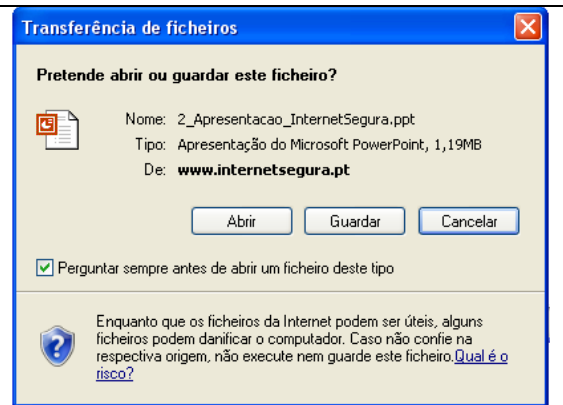 Transferência de ficheiros
Pretende abrir ou guardar este ficheiro?
Nome: 2_Apresentacao_InternetSegura.ppt
Tipo: Apresentação do Microsoft PowerPoint, 1,19MB
De: www.internetsegura.pt
Abrir Guardar Cancelar
Perguntar sempre antes de abrir um ficheiro deste tipo
Enquanto que os ficheiros da Internet podem ser úteis, alguns
ficheiros podem danificar o computador. Caso não confie na
respectiva origem, não execute nem guarde este ficheiro.Qual é o
risco?